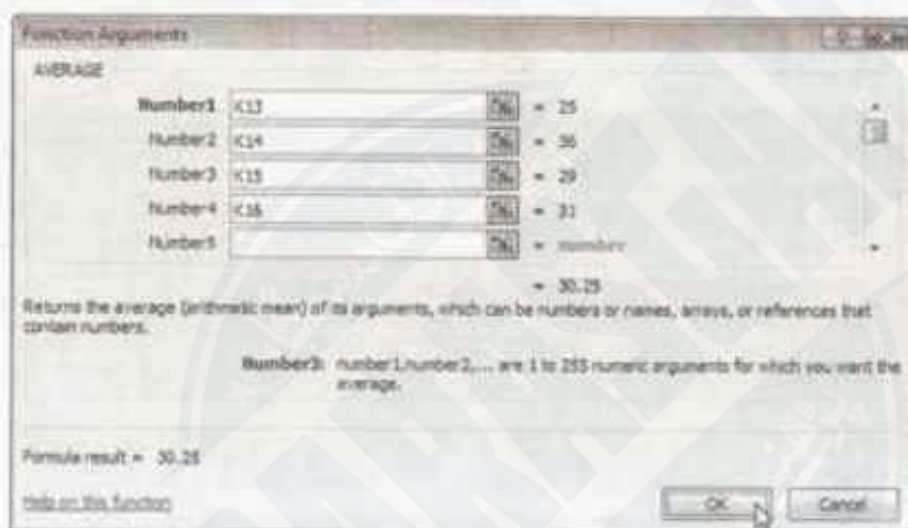 Function Arguments
AVERAGE
Number1 K13 = 25
Number2 K14 = 36
Number3 K15 = 29
Number4 K16 = 31
Number5 = number
= 30.25
Returns the average (arithmetic mean) of its arguments, which can be numbers or names, arrays, or references that
contain numbers.
Number3: number1,number2,... are 1 to 255 numeric arguments for which you want the
average.
Formula result = 30.25
Help on this function
OK Cancel